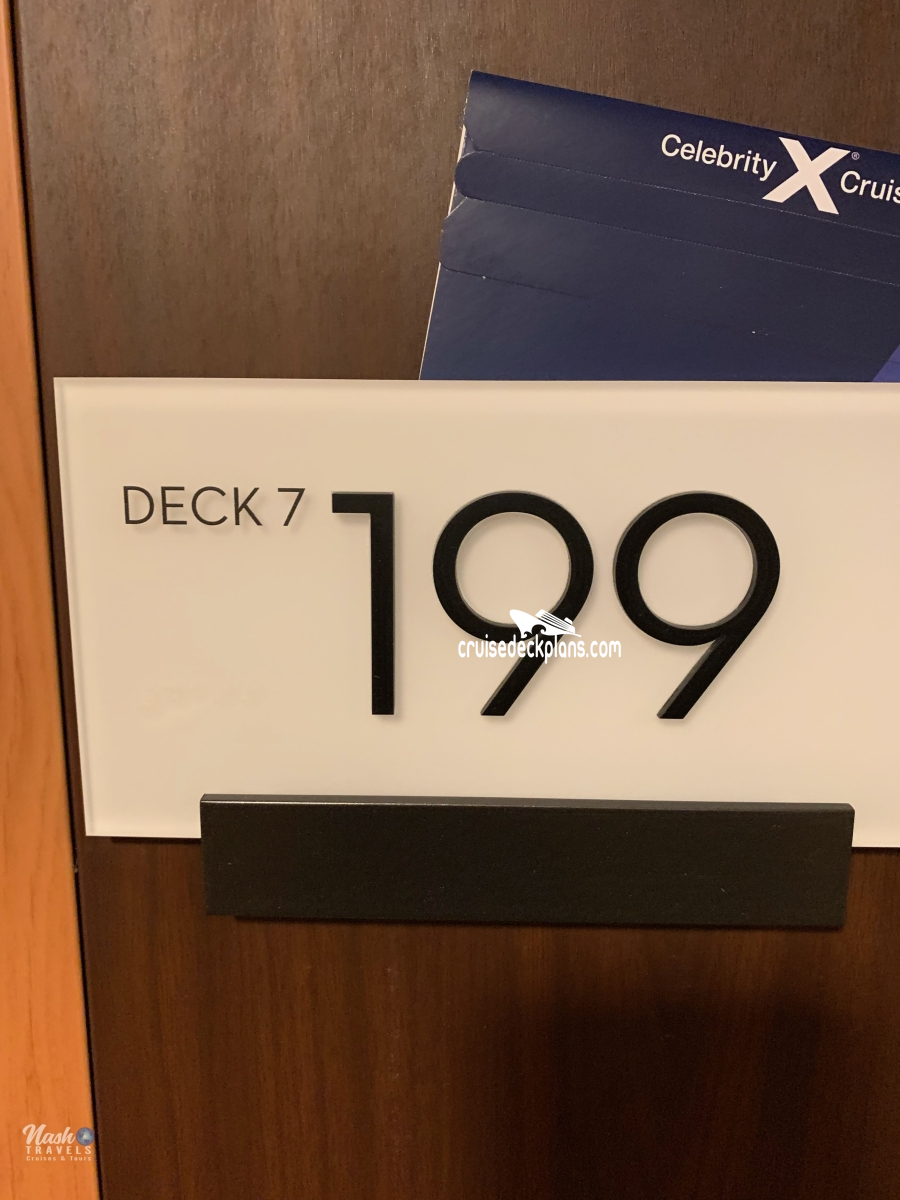 Celebrity X® Cruis
DECK 7 199
cruisedeckplans.com
Nash
TRAVELS
Cruises & Tours